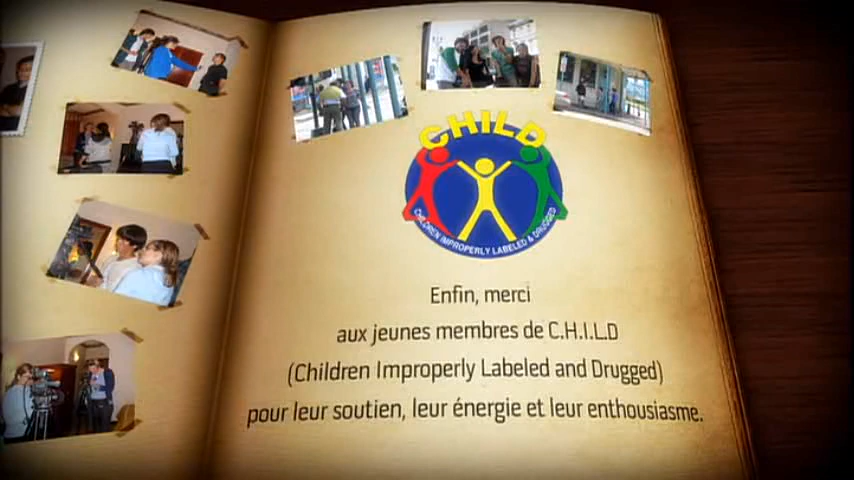 CHILD
CHILDREN IMPROPERLY LABELED & DRUGGED
Enfin, merci
aux jeunes membres de C.H.I.L.D
(Children Improperly Labeled and Drugged)
pour leur soutien, leur énergie et leur enthousiasme.